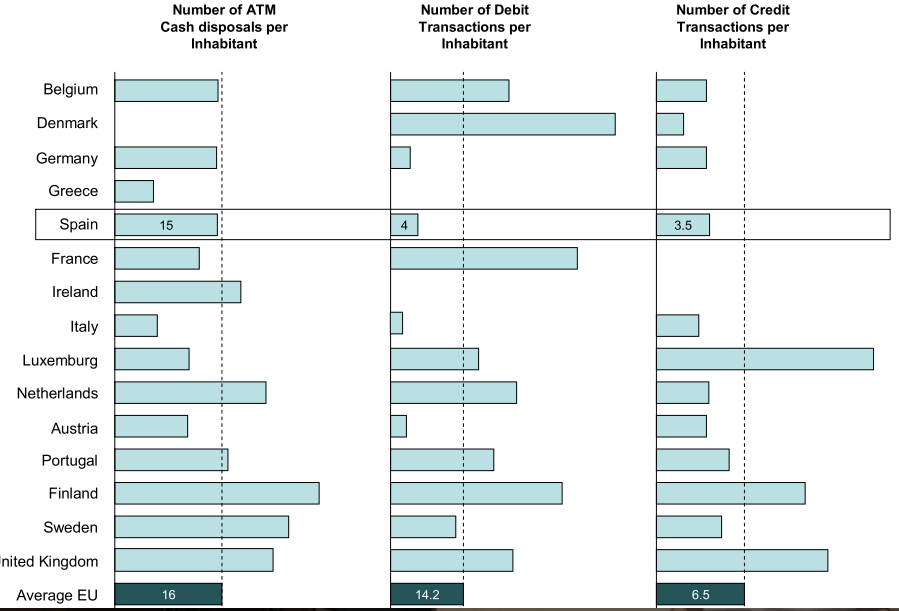 Number of ATM
Cash disposals per
Inhabitant
Number of Debit
Transactions per
Inhabitant
Number of Credit
Transactions per
Inhabitant
Belgium
Denmark
Germany
Greece
Spain 15 4 3.5
France
Ireland
Italy
Luxemburg
Netherlands
Austria
Portugal
Finland
Sweden
United Kingdom
Average EU 16 14.2 6.5